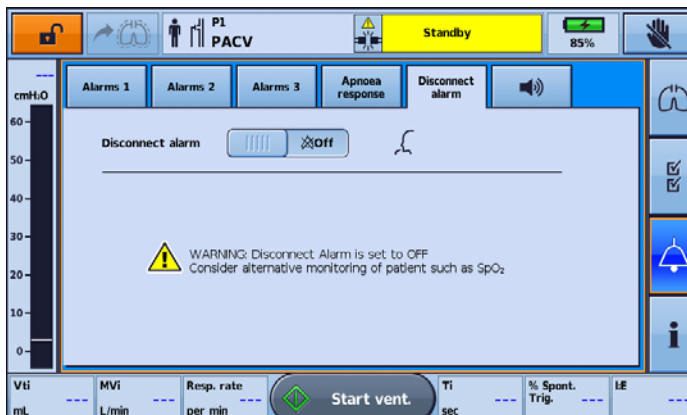 P1
PACV
Standby
85%
---
cmH₂O
Alarms 1
Alarms 2
Alarms 3
Apnoea
response
Disconnect
alarm
60
50
40
30
20
10
0
Disconnect alarm
Off
WARNING: Disconnect Alarm is set to OFF
Consider alternative monitoring of patient such as SpO₂
i
Vti
---
mL
MVi
---
L/min
Resp. rate
---
per min
Start vent.
Ti
---
sec
% Spont.
Trig. ---
I:E
---